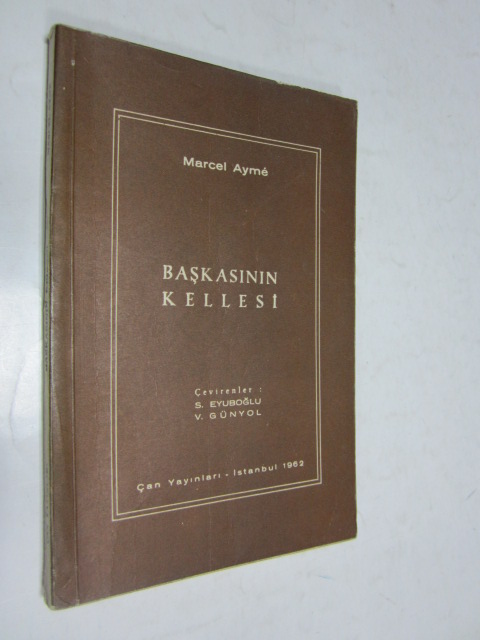 Marcel Aymé
BAŞKASININ
KELLESİ
Çevirenler :
S. EYUBOĞLU
V. GÜNYOL
Çan Yayınları - İstanbul 1962